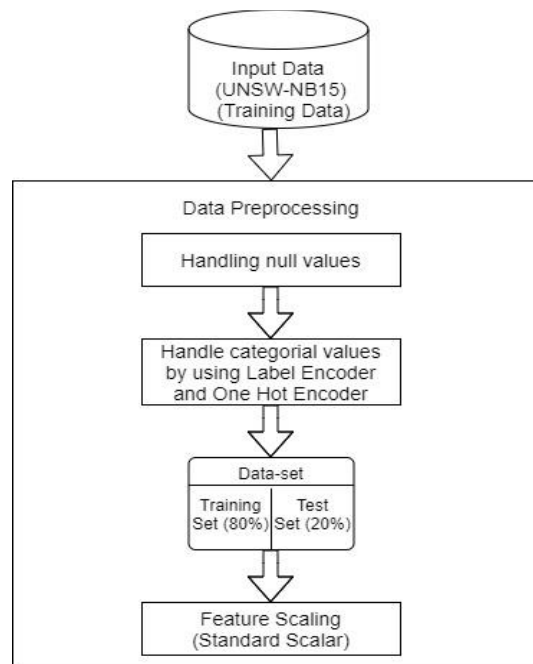 Input Data
(UNSW-NB15)
(Training Data)
Data Preprocessing
Handling null values
Handle categorial values
by using Label Encoder
and One Hot Encoder
Data-set
Training
Set (80%)
Test
Set (20%)
Feature Scaling
(Standard Scalar)